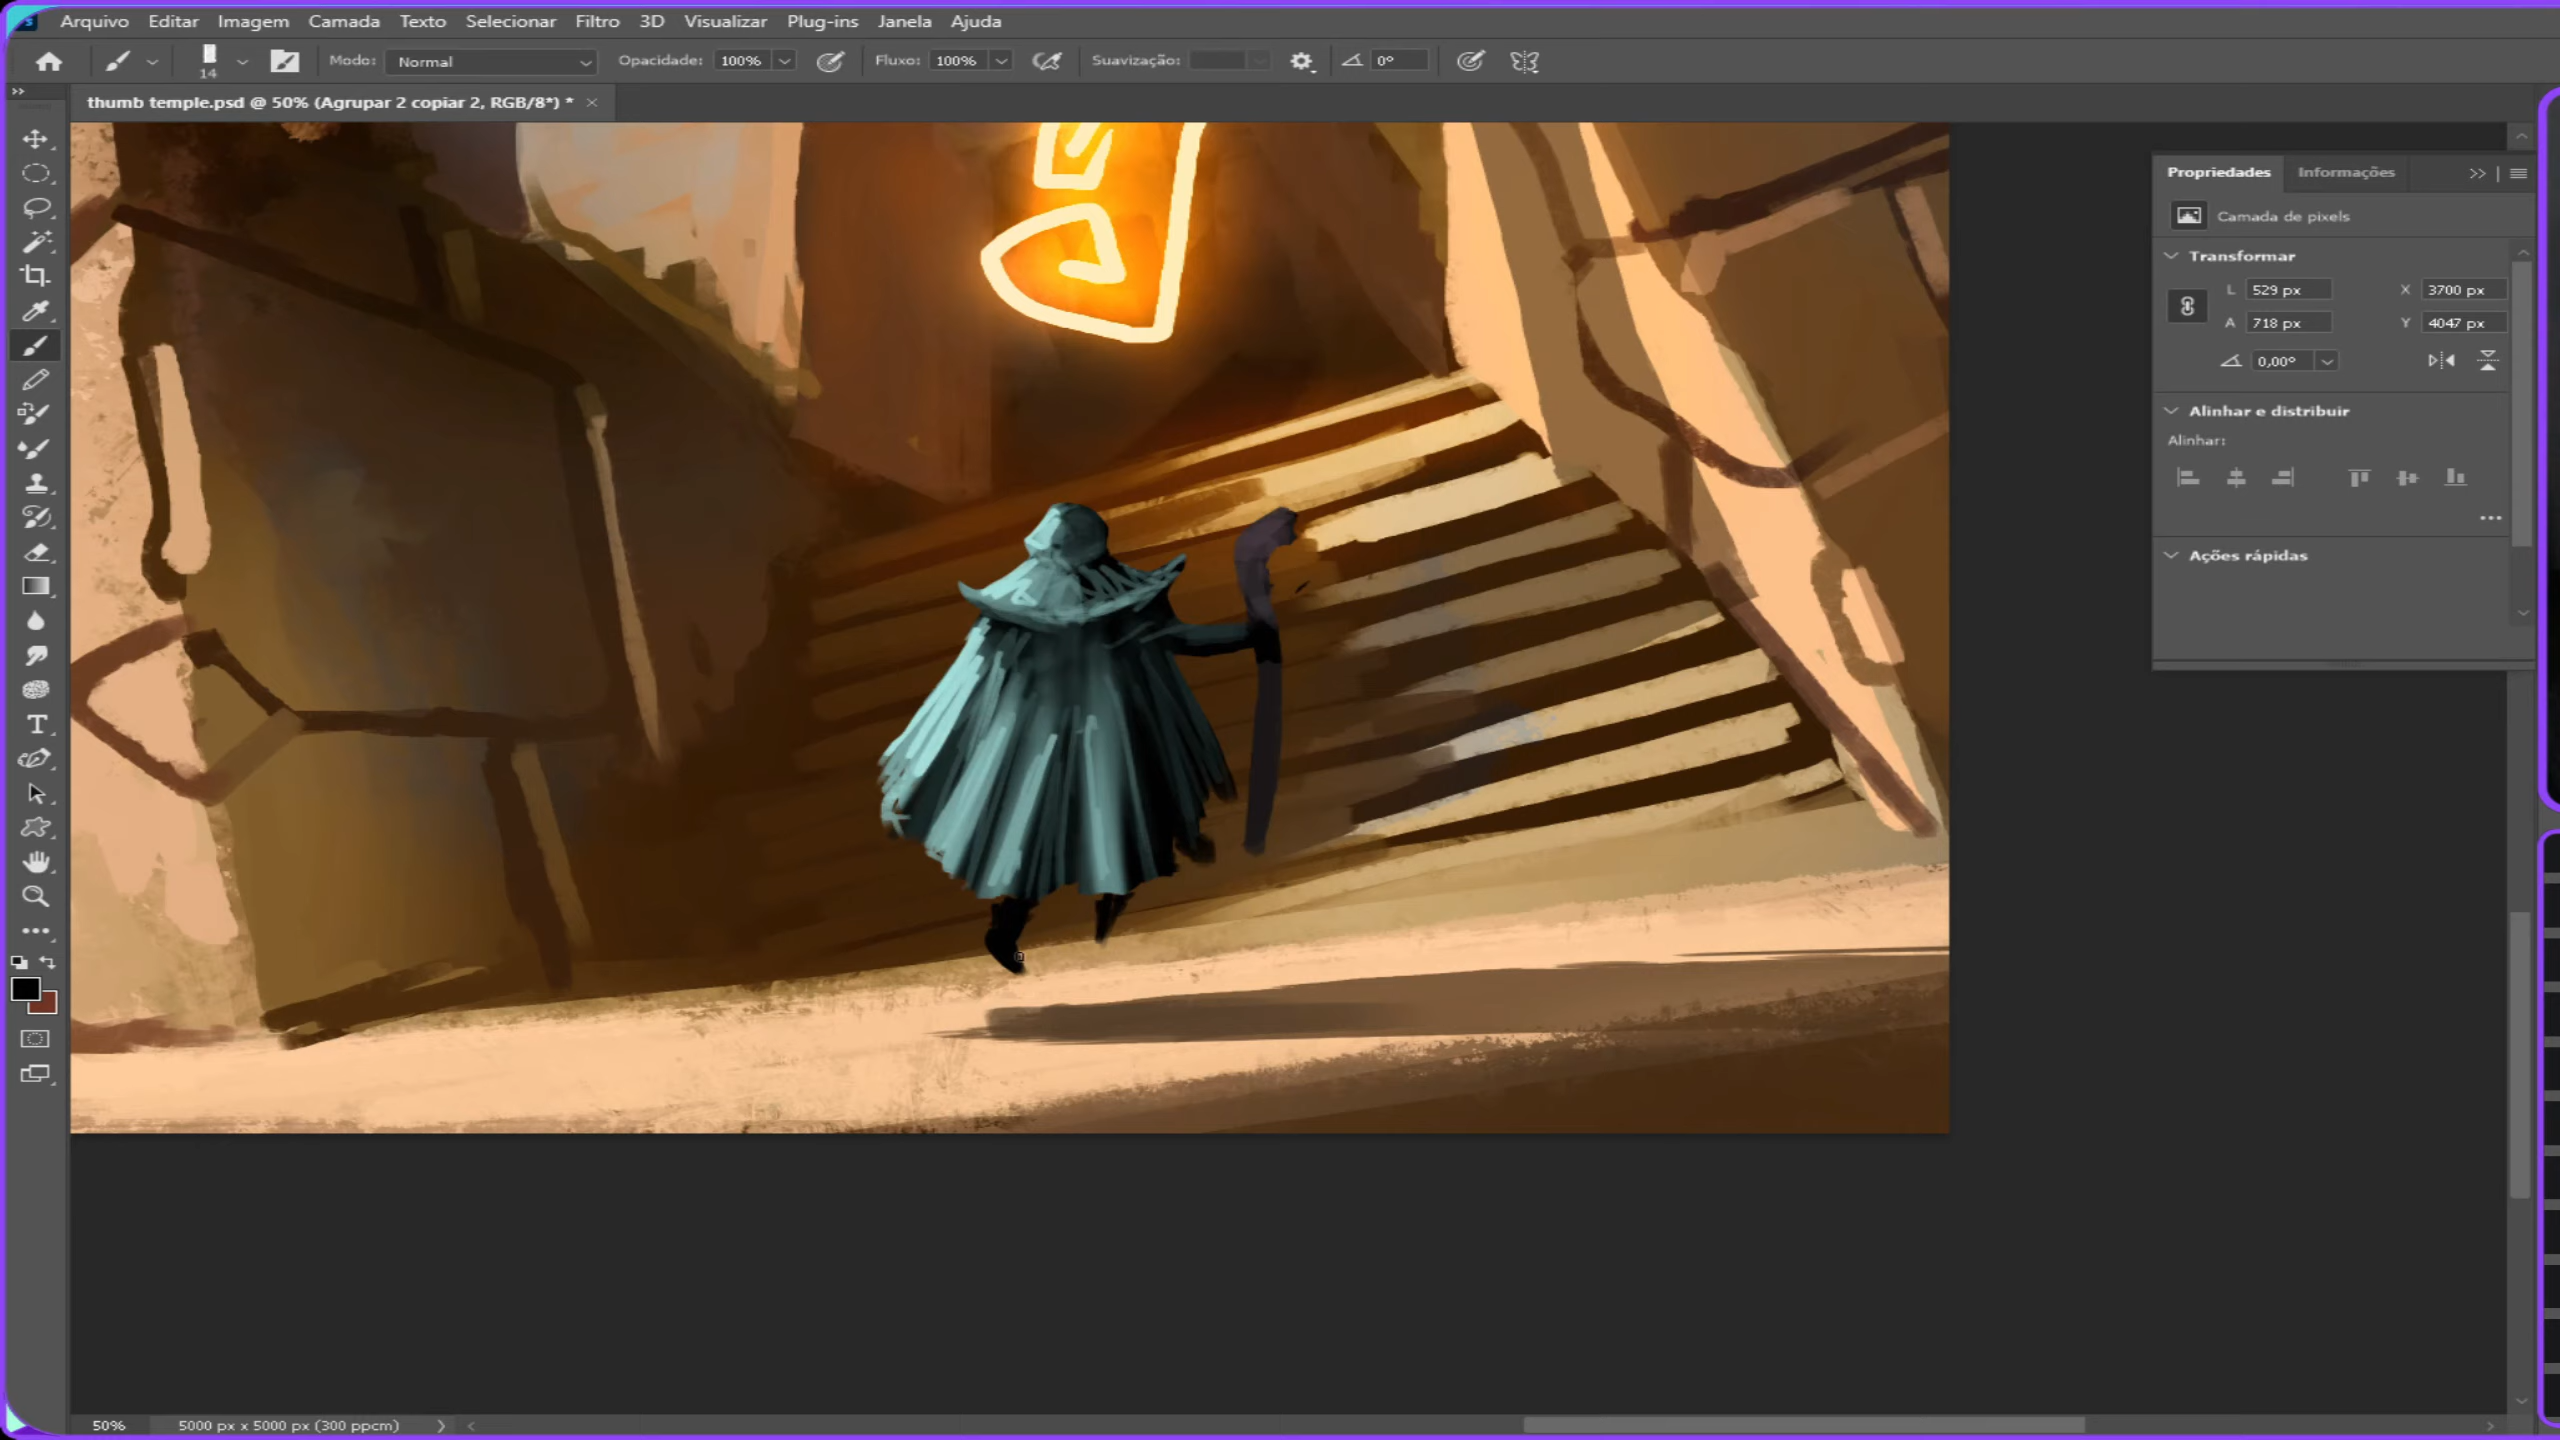 Arquivo Editar Imagem Camada Texto Selecionar Filtro 3D Visualizar Plug-ins Janela Ajuda
14 Modo: Normal Opacidade: 100% Fluxo: 100% Suavização: 0°
thumb temple.psd @ 50% (Agrupar 2 copiar 2, RGB/8*) * ×
Propriedades Informações
Camada de pixels
Transformar
L 529 px X 3700 px
A 718 px Y 4047 px
0,00°
Alinhar e distribuir
Alinhar:
Ações rápidas
50% 5000 px x 5000 px (300 ppcm)